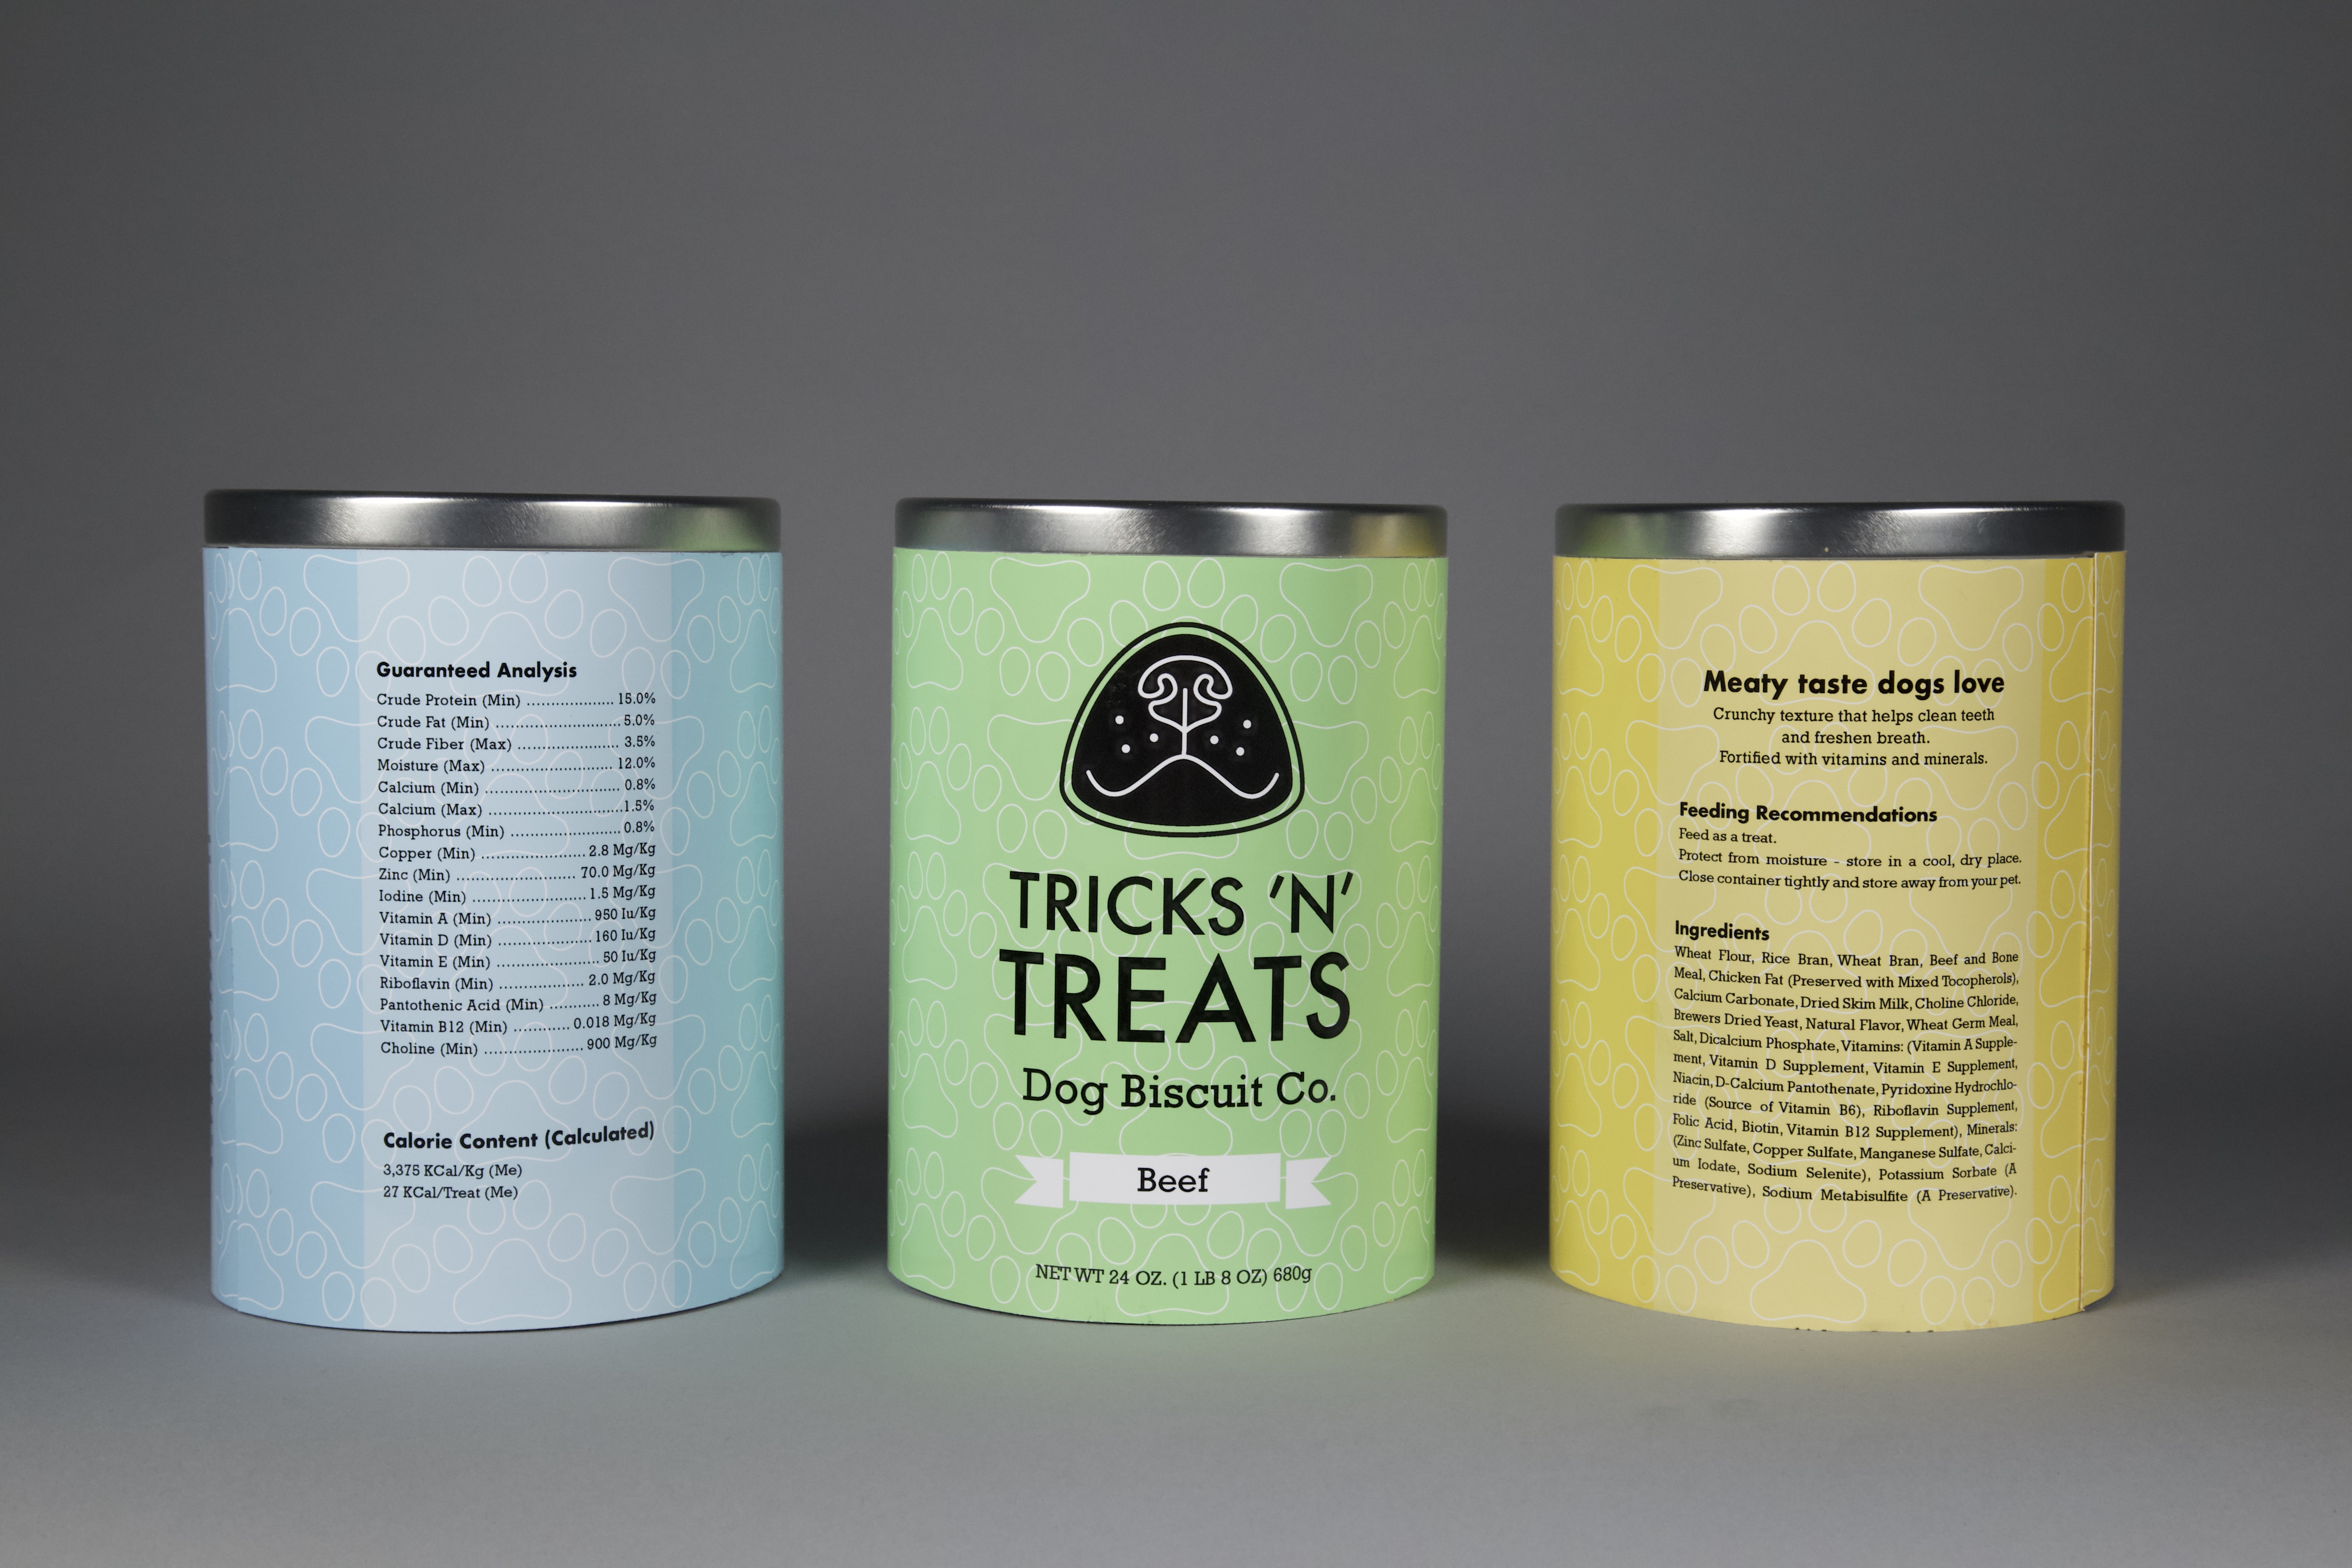 Guaranteed Analysis
Crude Protein (Min) ................... 15.0%
Crude Fat (Min) .......................... 5.0%
Crude Fiber (Max) ..................... 3.5%
Moisture (Max) ......................... 12.0%
Calcium (Min) ............................ 0.8%
Calcium (Max) ............................1.5%
Phosphorus (Min) ....................... 0.8%
Copper (Min) ...................... 2.8 Mg/Kg
Zinc (Min) ......................... 70.0 Mg/Kg
Iodine (Min) ........................ 1.5 Mg/Kg
Vitamin A (Min) .................... 950 Iu/Kg
Vitamin D (Min) .................... 160 Iu/Kg
Vitamin E (Min) ...................... 50 Iu/Kg
Riboflavin (Min) .................. 2.0 Mg/Kg
Pantothenic Acid (Min) ........... 8 Mg/Kg
Vitamin B12 (Min) ............ 0.018 Mg/Kg
Choline (Min) ..................... 900 Mg/Kg
Calorie Content (Calculated)
3,375 KCal/Kg (Me)
27 KCal/Treat (Me)
TRICKS ’N’
TREATS
Dog Biscuit Co.
Beef
NET WT 24 OZ. (1 LB 8 OZ) 680g
Meaty taste dogs love
Crunchy texture that helps clean teeth
and freshen breath.
Fortified with vitamins and minerals.
Feeding Recommendations
Feed as a treat.
Protect from moisture - store in a cool, dry place.
Close container tightly and store away from your pet.
Ingredients
Wheat Flour, Rice Bran, Wheat Bran, Beef and Bone
Meal, Chicken Fat (Preserved with Mixed Tocopherols),
Calcium Carbonate, Dried Skim Milk, Choline Chloride,
Brewers Dried Yeast, Natural Flavor, Wheat Germ Meal,
Salt, Dicalcium Phosphate, Vitamins: (Vitamin A Supple-
ment, Vitamin D Supplement, Vitamin E Supplement,
Niacin, D-Calcium Pantothenate, Pyridoxine Hydrochlo-
ride (Source of Vitamin B6), Riboflavin Supplement,
Folic Acid, Biotin, Vitamin B12 Supplement), Minerals:
(Zinc Sulfate, Copper Sulfate, Manganese Sulfate, Calci-
um Iodate, Sodium Selenite), Potassium Sorbate (A
Preservative), Sodium Metabisulfite (A Preservative).